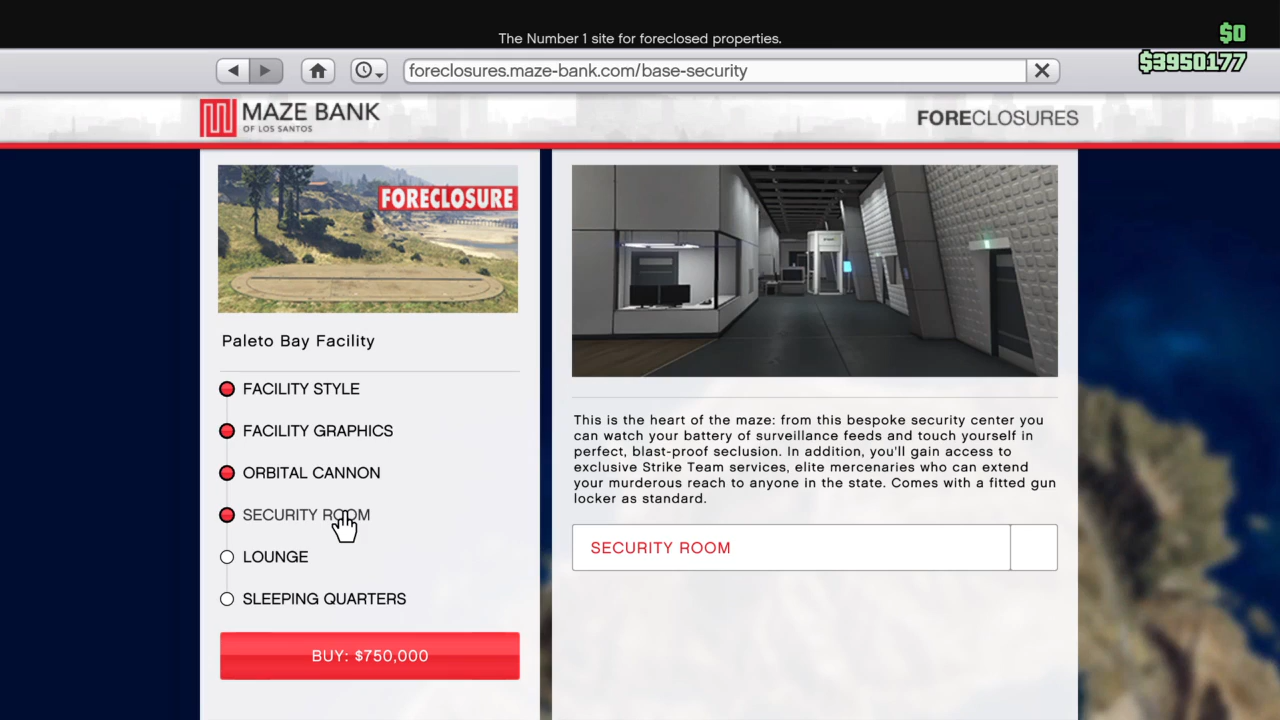 The Number 1 site for foreclosed properties.
$0
$3950177
foreclosures.maze-bank.com/base-security
MAZE BANK
OF LOS SANTOS
FORECLOSURES
FORECLOSURE
Paleto Bay Facility
FACILITY STYLE
FACILITY GRAPHICS
ORBITAL CANNON
SECURITY ROOM
LOUNGE
SLEEPING QUARTERS
BUY: $750,000
This is the heart of the maze: from this bespoke security center you
can watch your battery of surveillance feeds and touch yourself in
perfect, blast-proof seclusion. In addition, you'll gain access to
exclusive Strike Team services, elite mercenaries who can extend
your murderous reach to anyone in the state. Comes with a fitted gun
locker as standard.
SECURITY ROOM